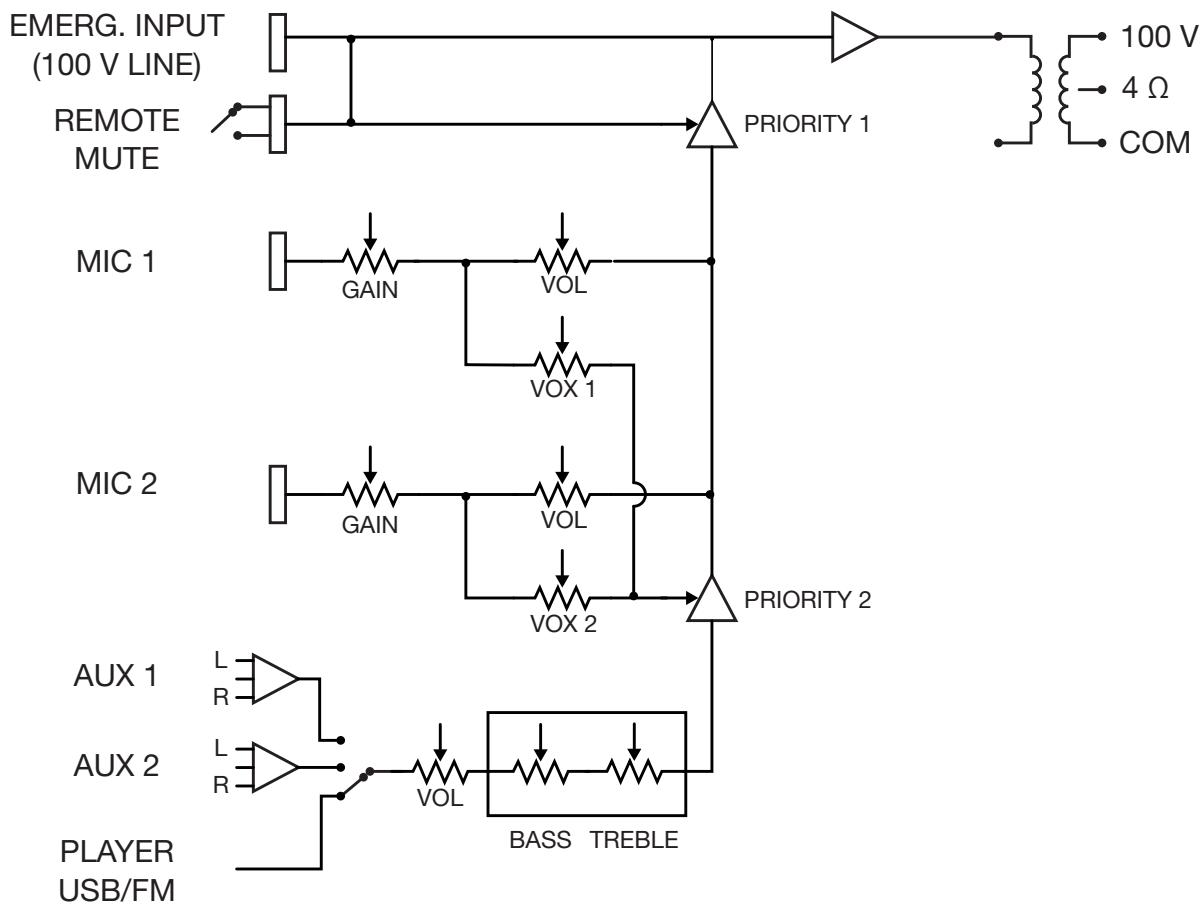 EMERG. INPUT
(100 V LINE)
100 V
4 Ω
COM
REMOTE
MUTE
PRIORITY 1
MIC 1
GAIN
VOL
VOX 1
MIC 2
GAIN
VOL
VOX 2
PRIORITY 2
AUX 1
L
R
AUX 2
L
R
VOL
BASS TREBLE
PLAYER
USB/FM